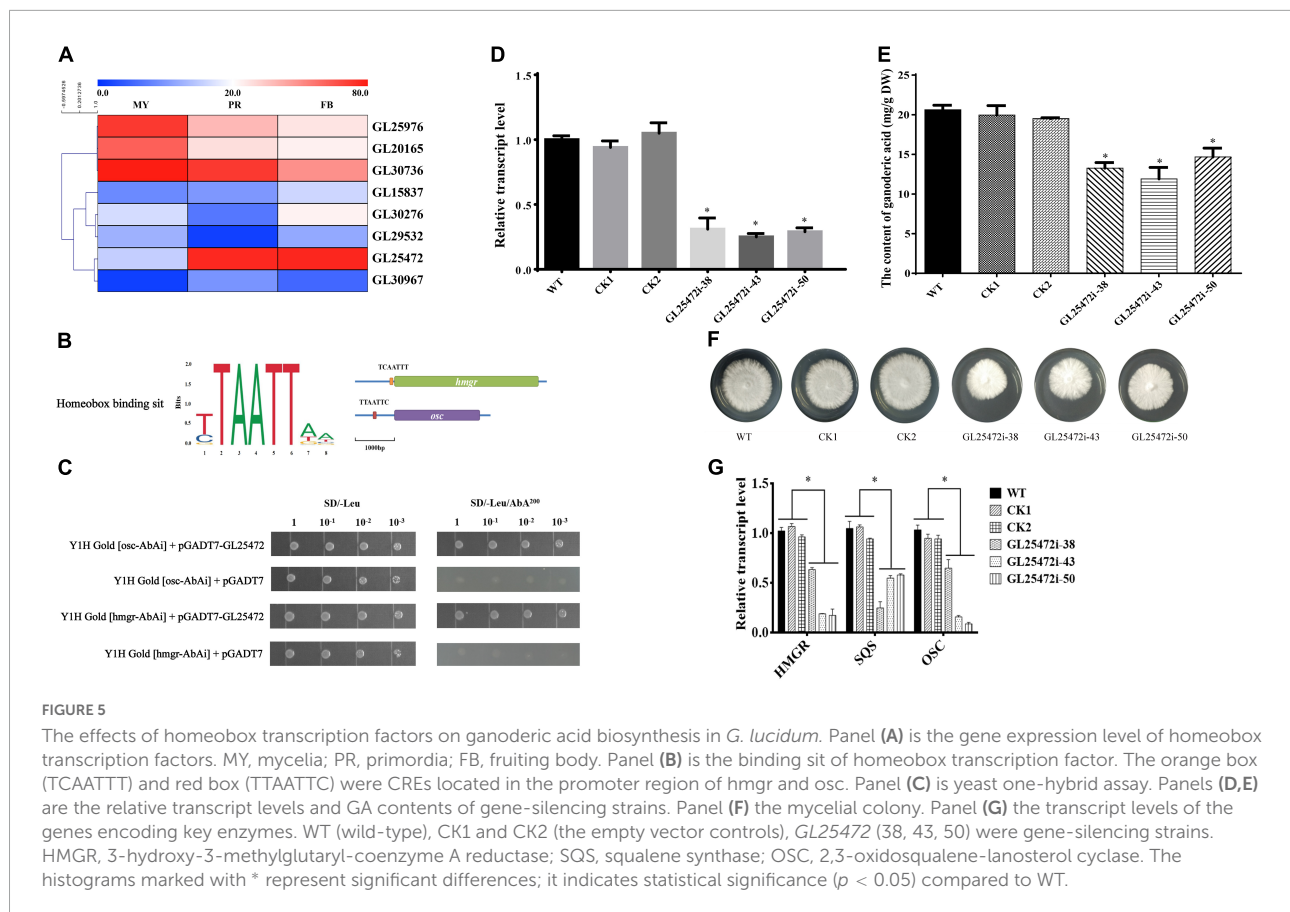 A
0.0 20.0 80.0
-0.9874628
0.2012736
1.0
MY PR FB
GL25976
GL20165
GL30736
GL15837
GL30276
GL29532
GL25472
GL30967
B
Homeobox binding sit
Bits
2.0
1.5
1.0
0.5
0.0
T
C
T A A T T
A
T
A
1 2 3 4 5 6 7 8
TCAATTT
hmgr
TTAATTC
osc
1000bp
C
SD/-Leu SD/-Leu/AbA200
1 10-1 10-2 10-3 1 10-1 10-2 10-3
Y1H Gold [osc-AbAi] + pGADT7-GL25472
Y1H Gold [osc-AbAi] + pGADT7
Y1H Gold [hmgr-AbAi] + pGADT7-GL25472
Y1H Gold [hmgr-AbAi] + pGADT7
D
Relative transcript level
1.5
1.0
0.5
0.0
* * *
WT CK1 CK2 GL25472i-38 GL25472i-43 GL25472i-50
E
The content of ganoderic acid (mg/g DW)
25
20
15
10
5
0
* * *
WT CK1 CK2 GL25472i-38 GL25472i-43 GL25472i-50
F
WT CK1 CK2 GL25472i-38 GL25472i-43 GL25472i-50
G
Relative transcript level
1.5
1.0
0.5
0.0
* * *
HMGR SQS OSC
WT
CK1
CK2
GL25472i-38
GL25472i-43
GL25472i-50
FIGURE 5
The effects of homeobox transcription factors on ganoderic acid biosynthesis in G. lucidum. Panel (A) is the gene expression level of homeobox
transcription factors. MY, mycelia; PR, primordia; FB, fruiting body. Panel (B) is the binding sit of homeobox transcription factor. The orange box
(TCAATTT) and red box (TTAATTC) were CREs located in the promoter region of hmgr and osc. Panel (C) is yeast one-hybrid assay. Panels (D,E)
are the relative transcript levels and GA contents of gene-silencing strains. Panel (F) the mycelial colony. Panel (G) the transcript levels of the
genes encoding key enzymes. WT (wild-type), CK1 and CK2 (the empty vector controls), GL25472 (38, 43, 50) were gene-silencing strains.
HMGR, 3-hydroxy-3-methylglutaryl-coenzyme A reductase; SQS, squalene synthase; OSC, 2,3-oxidosqualene-lanosterol cyclase. The
histograms marked with * represent significant differences; it indicates statistical significance (p < 0.05) compared to WT.